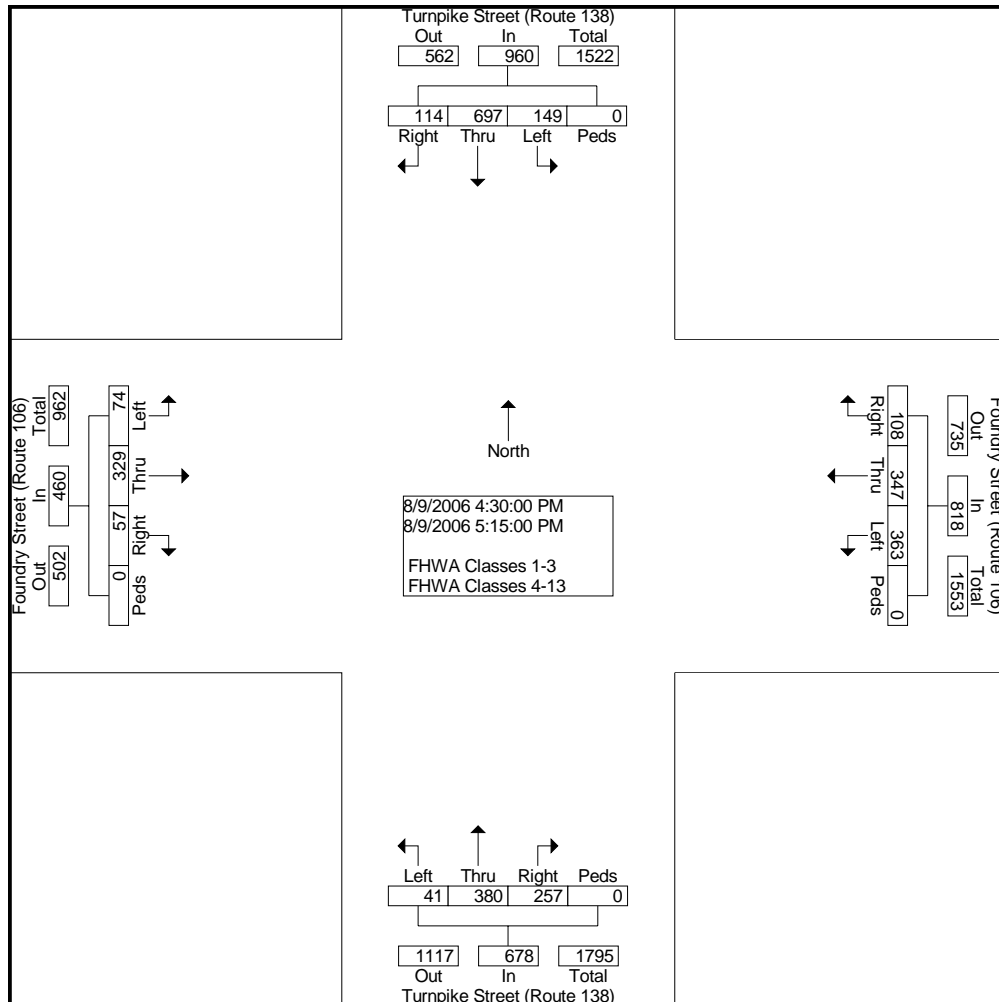 Turnpike Street (Route 138)
Out In Total
562 960 1522
114 697 149 0
Right Thru Left Peds
Foundry Street (Route 106)
Total In Out
962 460 502
74 329 57 0
Left Thru Right Peds
North
8/9/2006 4:30:00 PM
8/9/2006 5:15:00 PM
FHWA Classes 1-3
FHWA Classes 4-13
Foundry Street (Route 106)
Out In Total
735 818 1553
108 347 363 0
Right Thru Left Peds
Left Thru Right Peds
41 380 257 0
1117 678 1795
Out In Total
Turnpike Street (Route 138)